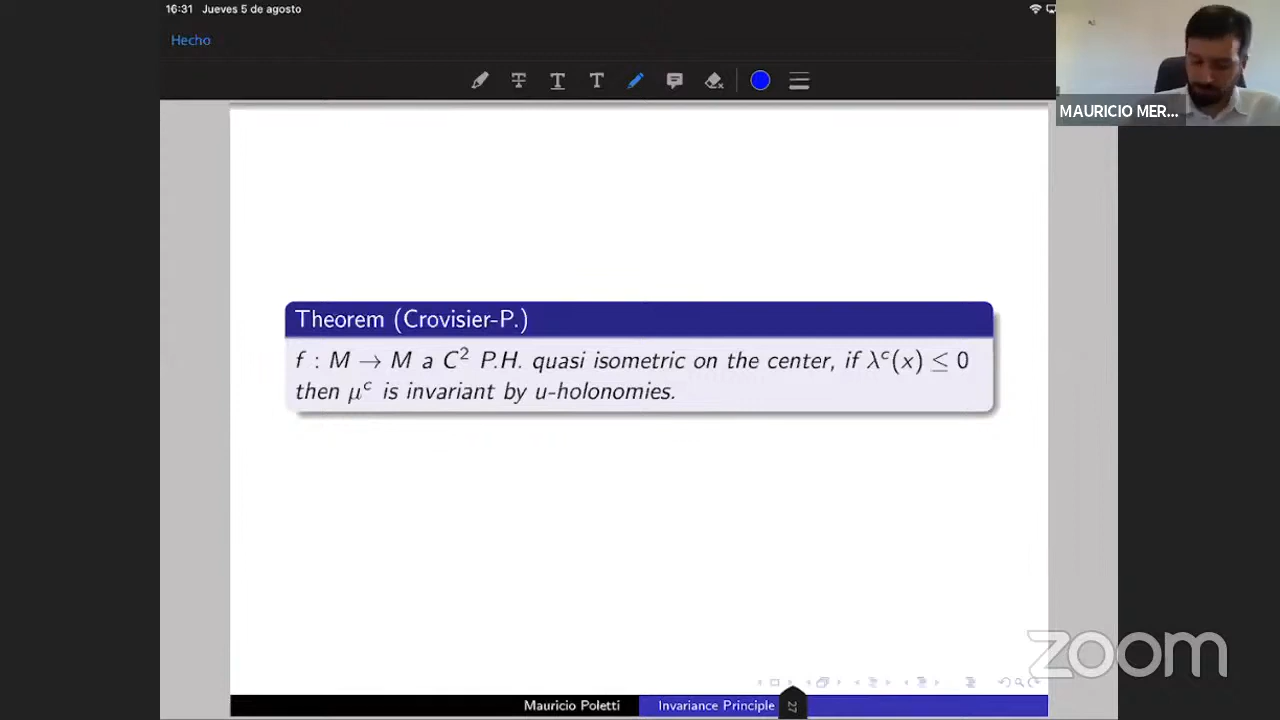 16:31 Jueves 5 de agosto
Hecho
MAURICIO MER...
Theorem (Crovisier-P.)
f : M → M a C² P.H. quasi isometric on the center, if λᶜ(x) ≤ 0
then μᶜ is invariant by u-holonomies.
zoom
Mauricio Poletti
Invariance Principle
27